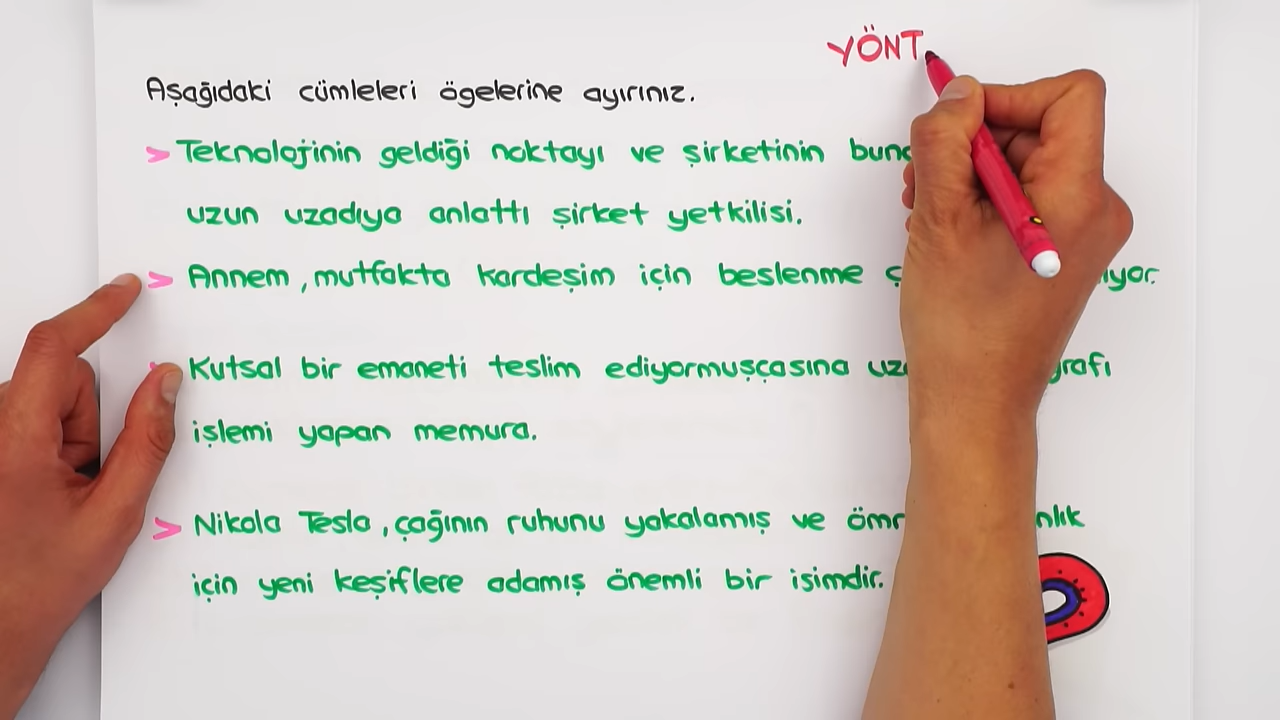 YÖNT
Aşağıdaki cümleleri ögelerine ayırınız.
> Teknolojinin geldiği noktayı ve şirketinin
uzun uzadıya anlattı şirket yetkilisi.
> Annem, mutfakta kardeşim için beslenme
Kutsal bir emaneti teslim ediyormuşçasına
işlemi yapan memura.
> Nikola Tesla, çağının ruhunu yakalamış ve
için yeni keşiflere adamış önemli bir isimdir.